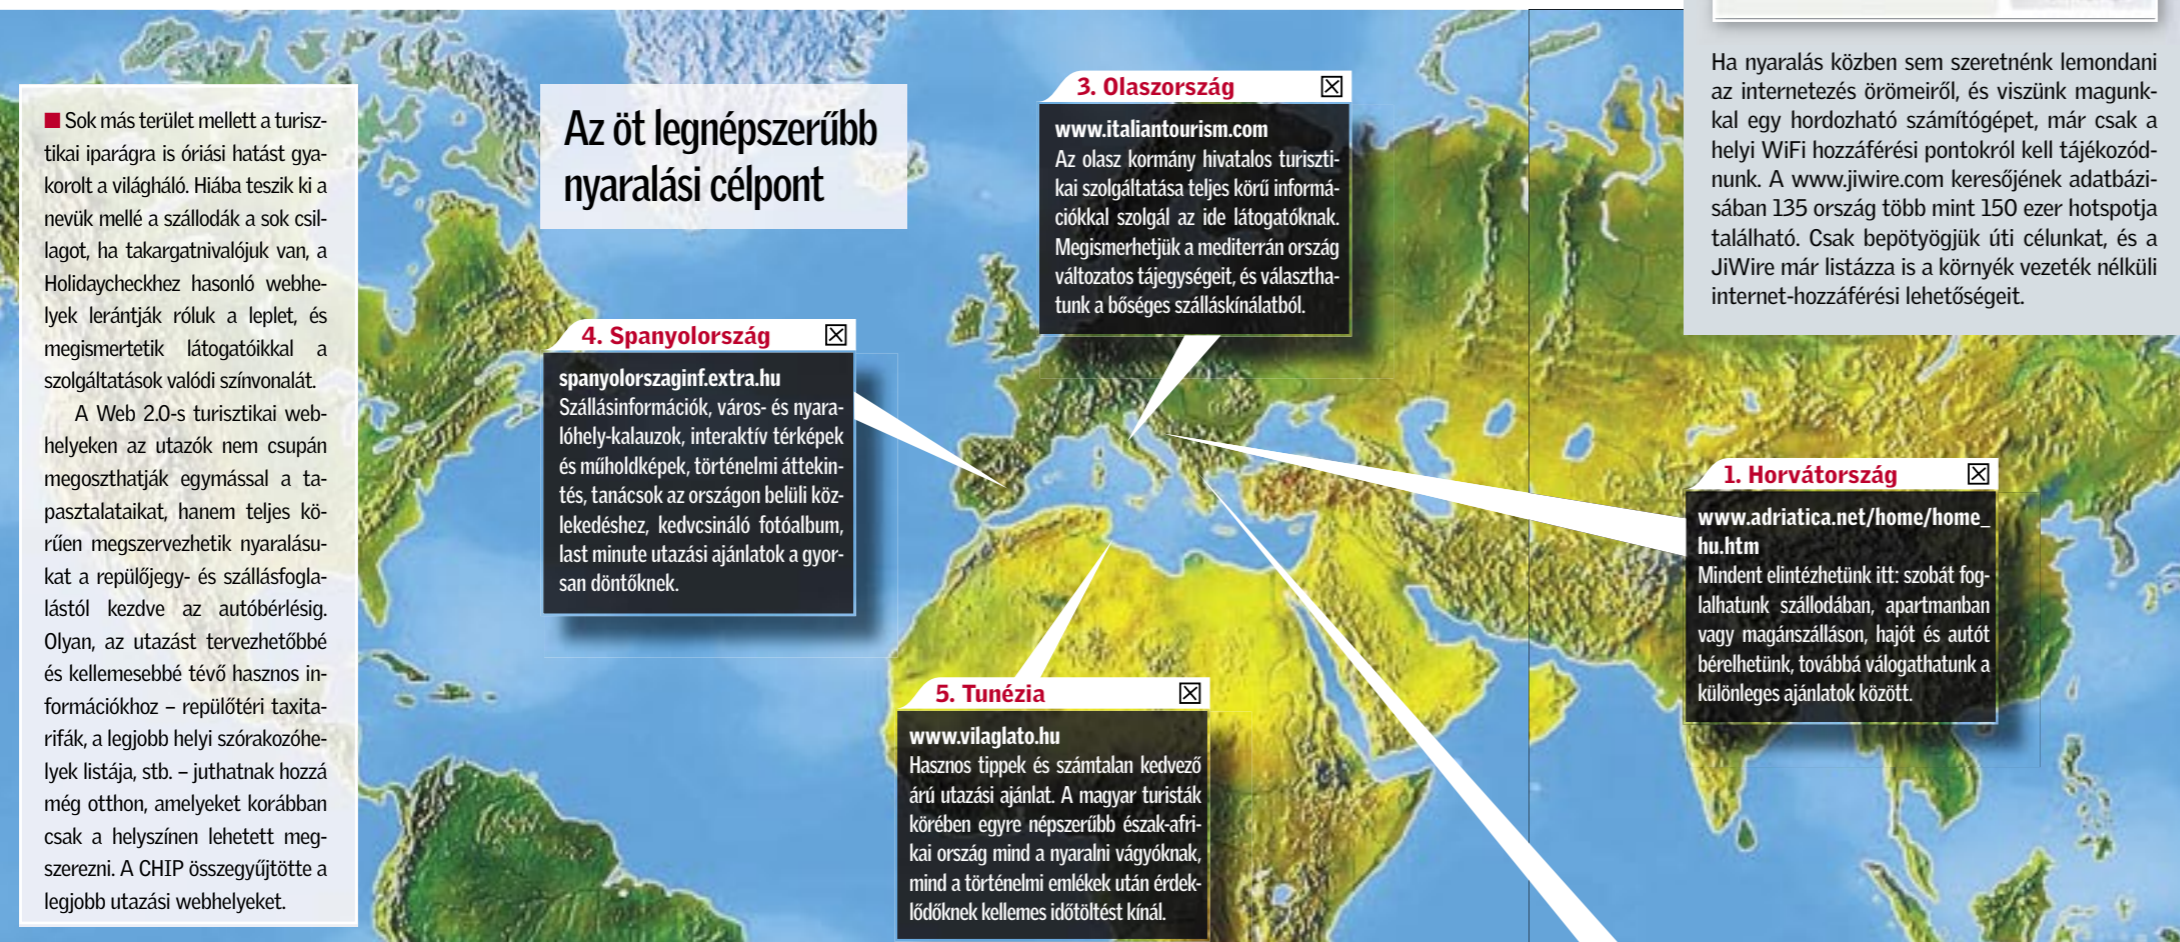 ■ Sok más terület mellett a turisz-
tikai iparágra is óriási hatást gya-
korolt a világháló. Hiába teszik ki a
nevük mellé a szállodák a sok csil-
lagot, ha takargatnivalójuk van, a
Holidaycheckhez hasonló webhe-
lyek lerántják róluk a leplet, és
megismertetik látogatóikkal a
szolgáltatások valódi színvonalát.
A Web 2.0-s turisztikai web-
helyeken az utazók nem csupán
megoszthatják egymással a ta-
pasztalataikat, hanem teljes kö-
rűen megszervezhetik nyaralásu-
kat a repülőjegy- és szállásfogla-
lástól kezdve az autóbérlésig.
Olyan, az utazást tervezhetőbbé
és kellemesebbé tévő hasznos in-
formációkhoz – repülőtéri taxita-
rifák, a legjobb helyi szórakozóhe-
lyek listája, stb. – juthatnak hozzá
még otthon, amelyeket korábban
csak a helyszínen lehetett meg-
szerezni. A CHIP összegyűjtötte a
legjobb utazási webhelyeket.
Az öt legnépszerűbb
nyaralási célpont
4. Spanyolország
spanyolorszaginf.extra.hu
Szállásinformációk, város- és nyara-
lóhely-kalauzok, interaktív térképek
és műholdképek, történelmi áttekin-
tés, tanácsok az országon belüli köz-
lekedéshez, kedvcsináló fotóalbum,
last minute utazási ajánlatok a gyor-
san döntőknek.
3. Olaszország
www.italiantourism.com
Az olasz kormány hivatalos turiszti-
kai szolgáltatása teljes körű informá-
ciókkal szolgál az ide látogatóknak.
Megismerhetjük a mediterrán ország
változatos tájegységeit, és választha-
tunk a bőséges szálláskínálatból.
5. Tunézia
www.vilaglato.hu
Hasznos tippek és számtalan kedvező
árú utazási ajánlat. A magyar turisták
körében egyre népszerűbb észak-afri-
kai ország mind a nyaralni vágyóknak,
mind a történelmi emlékek után érdek-
lődőknek kellemes időtöltést kínál.
Ha nyaralás közben sem szeretnénk lemondani
az internetezés örömeiről, és viszünk magunk-
kal egy hordozható számítógépet, már csak a
helyi WiFi hozzáférési pontokról kell tájékozód-
nunk. A www.jiwire.com keresőjének adatbázi-
sában 135 ország több mint 150 ezer hotspotja
található. Csak bepötyögjük úti célunkat, és a
JiWire már listázza is a környék vezeték nélküli
internet-hozzáférési lehetőségeit.
1. Horvátország
www.adriatica.net/home/home_
hu.htm
Mindent elintézhetünk itt: szobát fog-
lalhatunk szállodában, apartmanban
vagy magánszálláson, hajót és autót
bérelhetünk, továbbá válogathatunk a
különleges ajánlatok között.